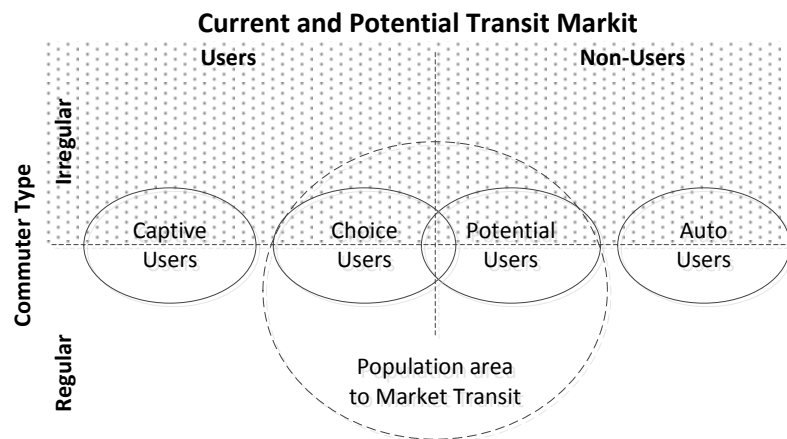 Current and Potential Transit Markit
Users
Non-Users
Commuter Type
Irregular
Regular
Captive
Users
Choice
Users
Potential
Users
Auto
Users
Population area
to Market Transit